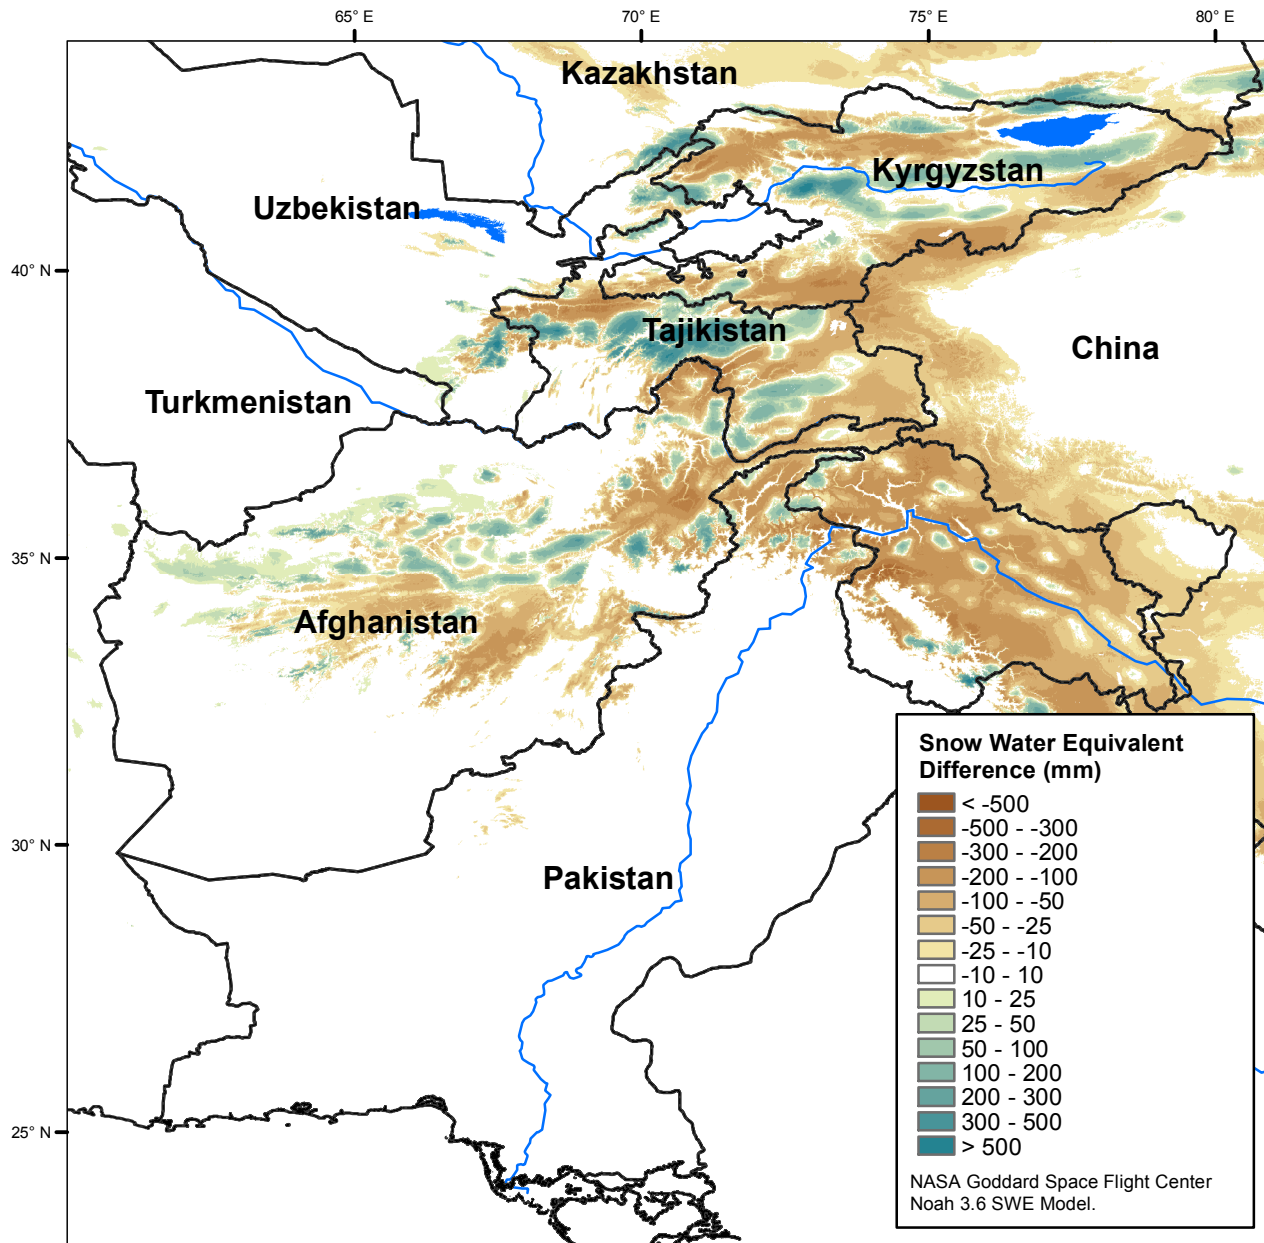 65° E
70° E
75° E
80° E
Kazakhstan
Kyrgyzstan
Uzbekistan
40° N
Tajikistan
China
Turkmenistan
35° N
Afghanistan
30° N
Pakistan
25° N
Snow Water Equivalent
Difference (mm)
< -500
-500 - -300
-300 - -200
-200 - -100
-100 - -50
-50 - -25
-25 - -10
-10 - 10
10 - 25
25 - 50
50 - 100
100 - 200
200 - 300
300 - 500
> 500
NASA Goddard Space Flight Center
Noah 3.6 SWE Model.